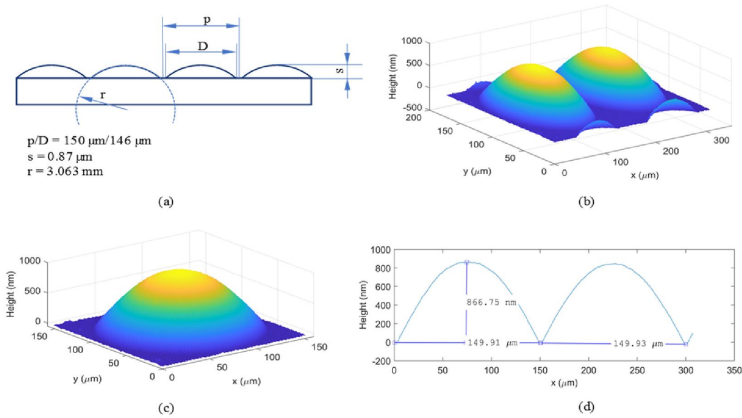 p
D
s
r
p/D = 150 μm/146 μm
s = 0.87 μm
r = 3.063 mm
(a)
1000
500
0
-500
Height (nm)
200
150
100
50
0
y (μm)
0
100
200
300
x (μm)
(b)
1000
500
0
Height (nm)
150
100
50
0
y (μm)
0
50
100
150
x (μm)
(c)
1000
800
600
400
200
0
-200
Height (nm)
866.75 nm
149.91 μm
149.93 μm
0
50
100
150
200
250
300
350
x (μm)
(d)